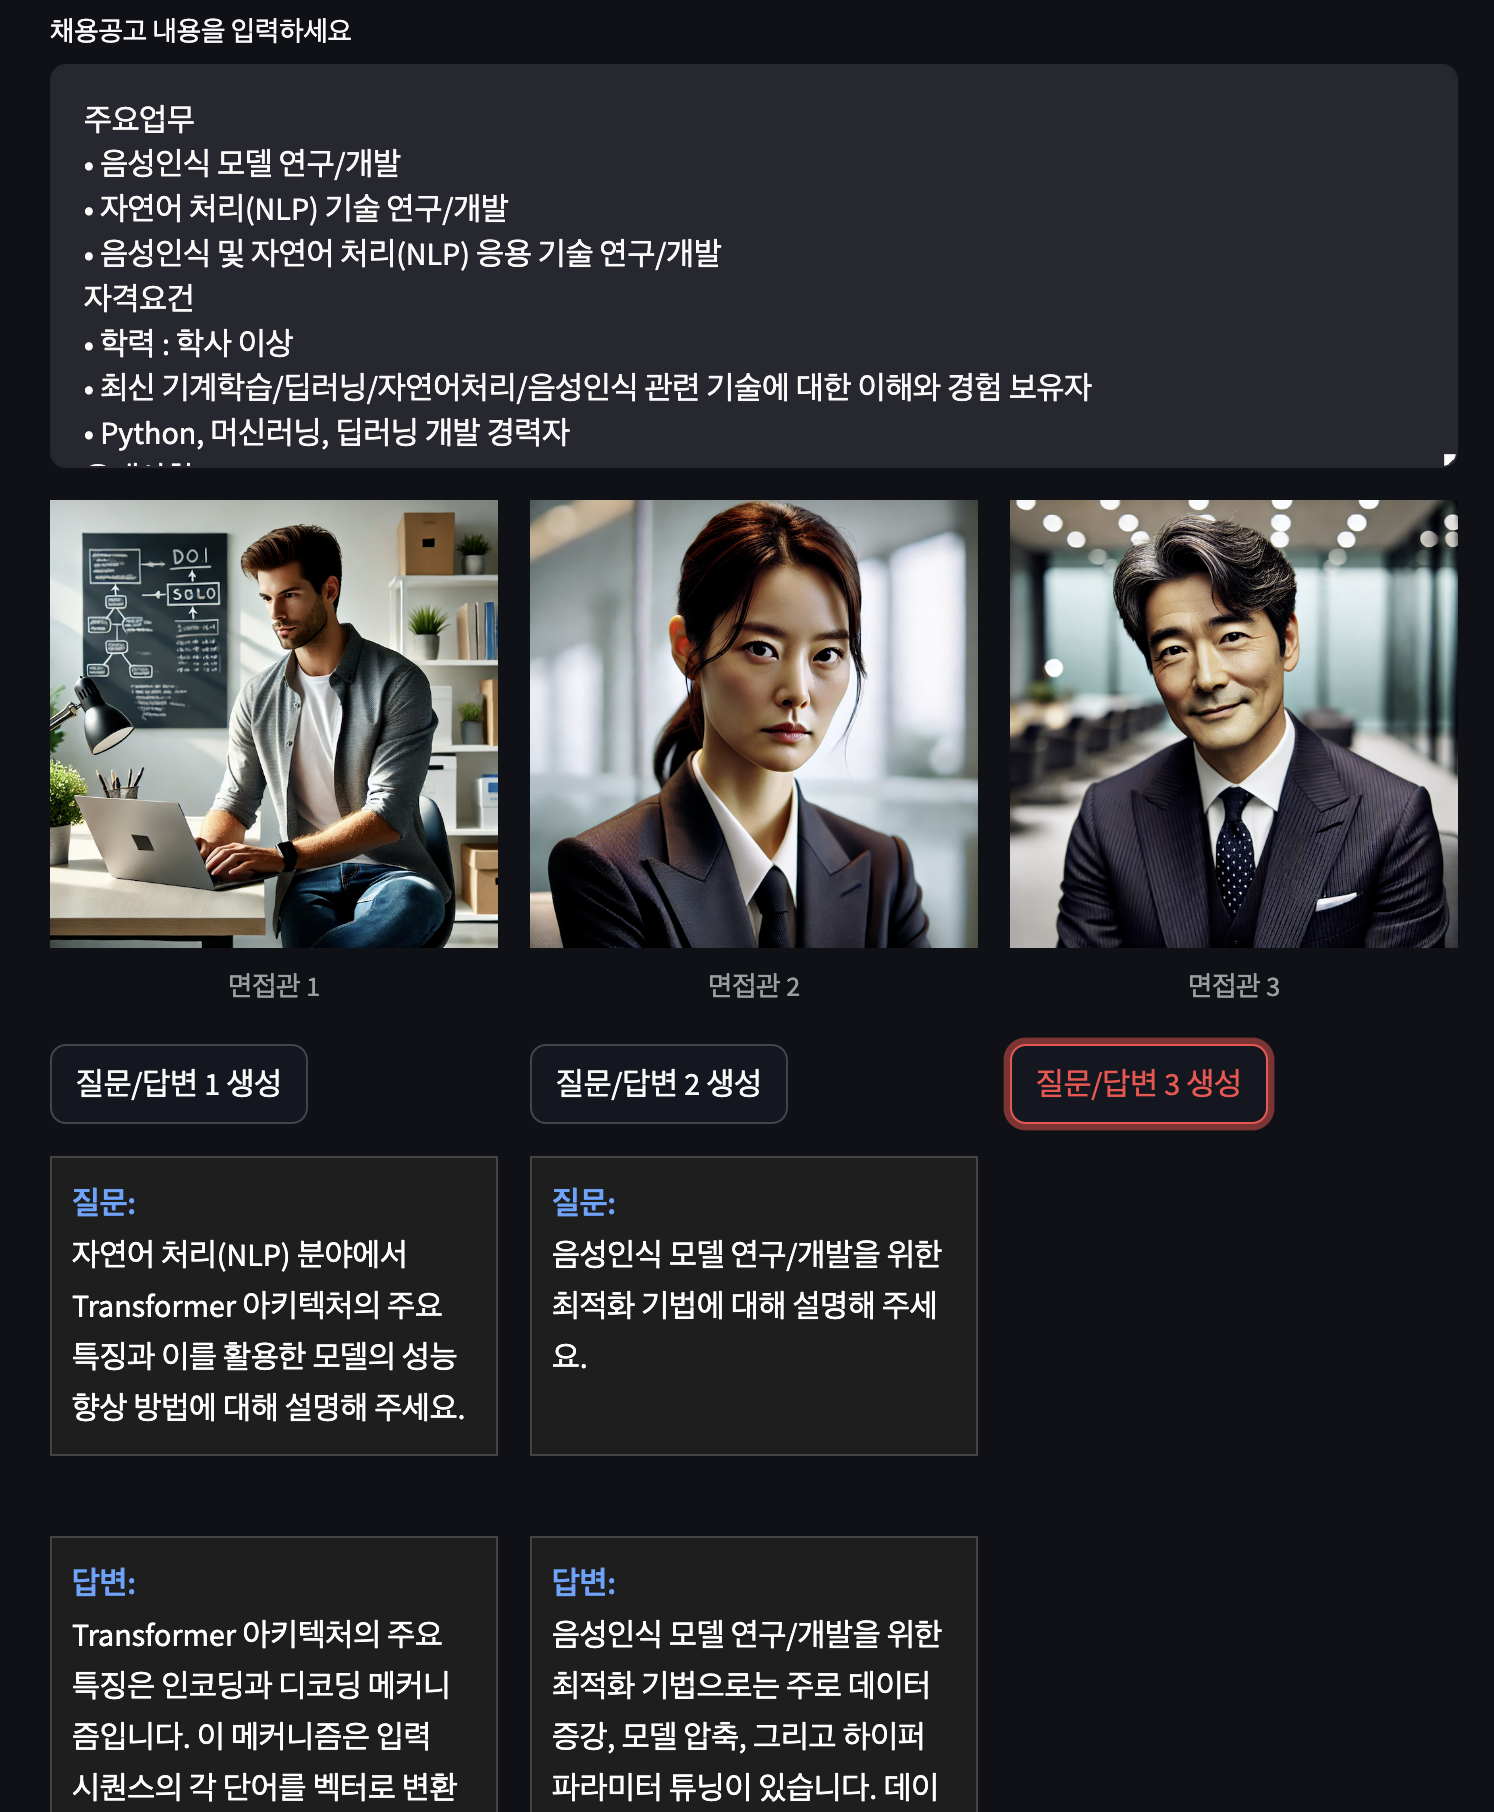 채용공고 내용을 입력하세요
주요업무
• 음성인식 모델 연구/개발
• 자연어 처리(NLP) 기술 연구/개발
• 음성인식 및 자연어 처리(NLP) 응용 기술 연구/개발
자격요건
• 학력 : 학사 이상
• 최신 기계학습/딥러닝/자연어처리/음성인식 관련 기술에 대한 이해와 경험 보유자
• Python, 머신러닝, 딥러닝 개발 경력자
DO!
SOLO
면접관 1
면접관 2
면접관 3
질문/답변 1 생성
질문/답변 2 생성
질문/답변 3 생성
질문:
자연어 처리(NLP) 분야에서
Transformer 아키텍처의 주요
특징과 이를 활용한 모델의 성능
향상 방법에 대해 설명해 주세요.
질문:
음성인식 모델 연구/개발을 위한
최적화 기법에 대해 설명해 주세
요.
답변:
Transformer 아키텍처의 주요
특징은 인코딩과 디코딩 메커니
즘입니다. 이 메커니즘은 입력
시퀀스의 각 단어를 벡터로 변환
답변:
음성인식 모델 연구/개발을 위한
최적화 기법으로는 주로 데이터
증강, 모델 압축, 그리고 하이퍼
파라미터 튜닝이 있습니다. 데이